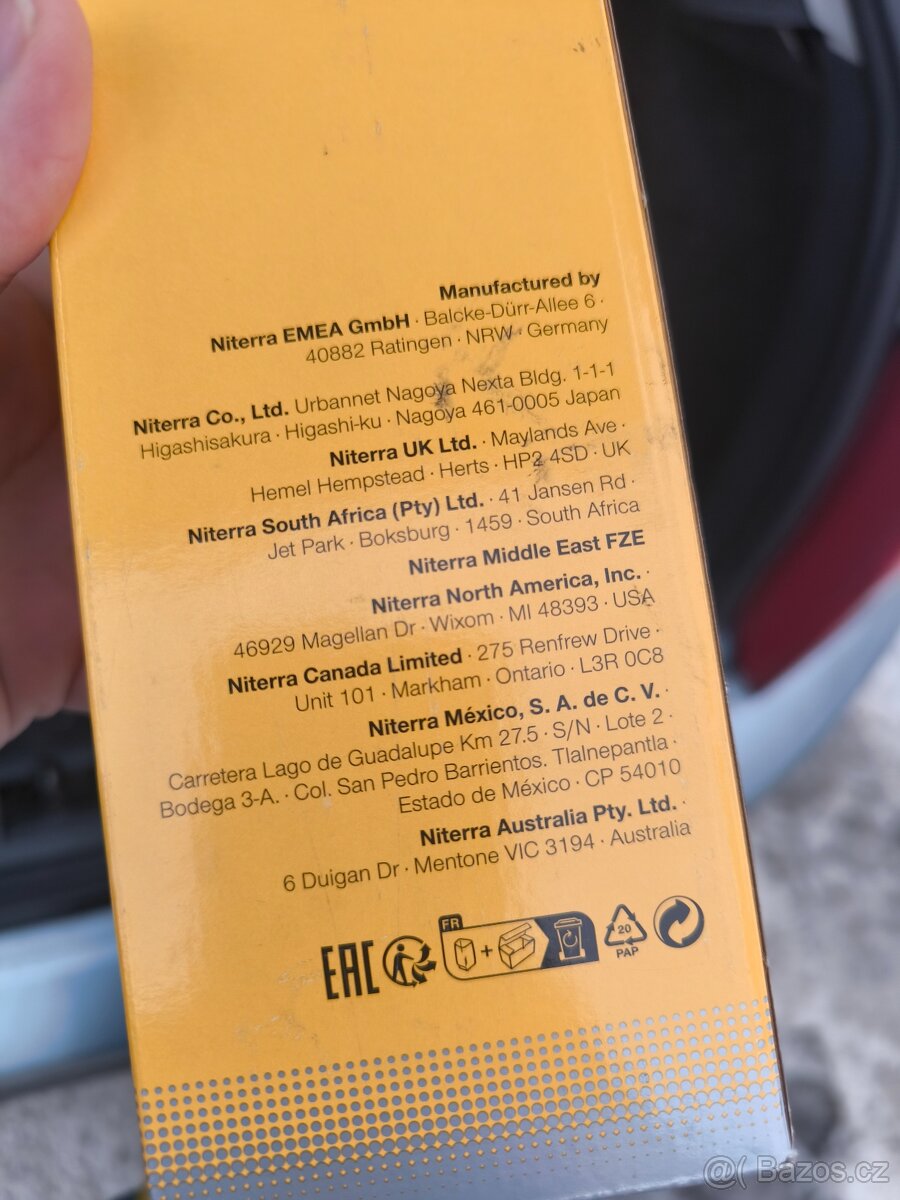 Manufactured by
Niterra EMEA GmbH · Balcke-Dürr-Allee 6 ·
40882 Ratingen · NRW · Germany
Niterra Co., Ltd. Urbannet Nagoya Nexta Bldg. 1-1-1
Higashisakura · Higashi-ku · Nagoya 461-0005 Japan
Niterra UK Ltd. · Maylands Ave ·
Hemel Hempstead · Herts · HP2 4SD · UK
Niterra South Africa (Pty) Ltd. · 41 Jansen Rd ·
Jet Park · Boksburg · 1459 · South Africa
Niterra Middle East FZE
Niterra North America, Inc. ·
46929 Magellan Dr · Wixom · MI 48393 · USA
Niterra Canada Limited · 275 Renfrew Drive ·
Unit 101 · Markham · Ontario · L3R 0C8
Niterra México, S. A. de C. V. ·
Carretera Lago de Guadalupe Km 27.5 · S/N · Lote 2 ·
Bodega 3-A. · Col. San Pedro Barrientos. Tlalnepantla ·
Estado de México · CP 54010
Niterra Australia Pty. Ltd. ·
6 Duigan Dr · Mentone VIC 3194 · Australia
EAC FR + 20
PAP
@( Bazos.cz